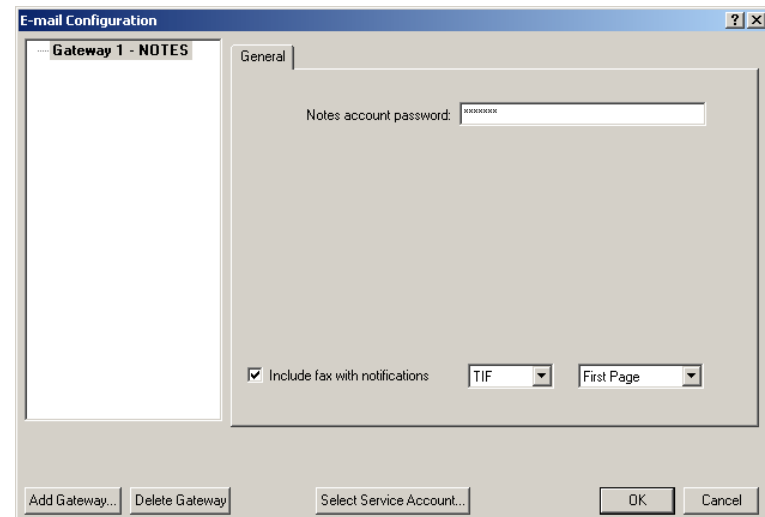 E-mail Configuration
? X
Gateway 1 - NOTES
General
Notes account password: xxxxxxx
Include fax with notifications TIF First Page
Add Gateway... Delete Gateway Select Service Account... OK Cancel